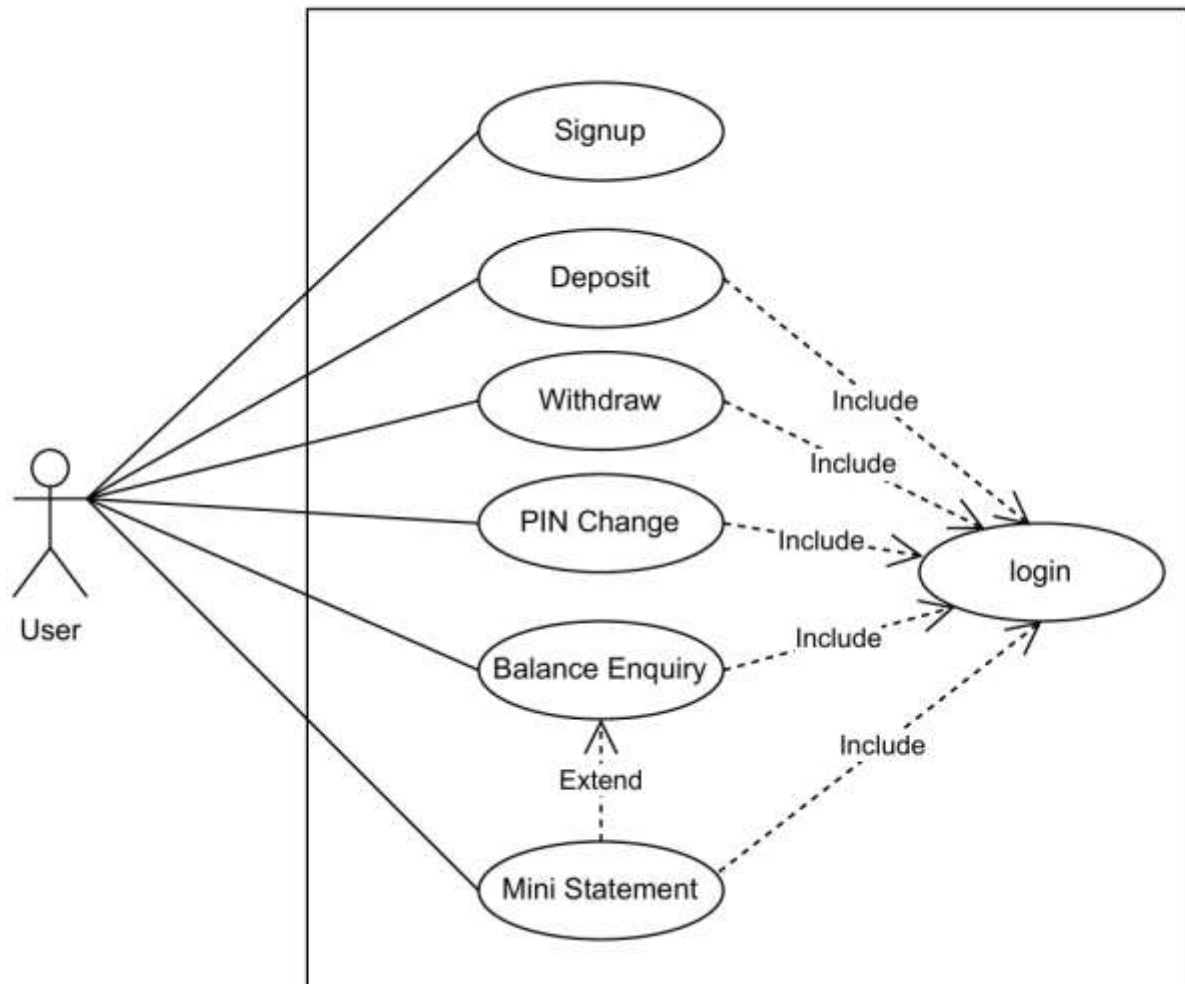 Signup
Deposit
Include
Withdraw
Include
PIN Change
Include
login
User
Balance Enquiry
Include
Include
Extend
Mini Statement